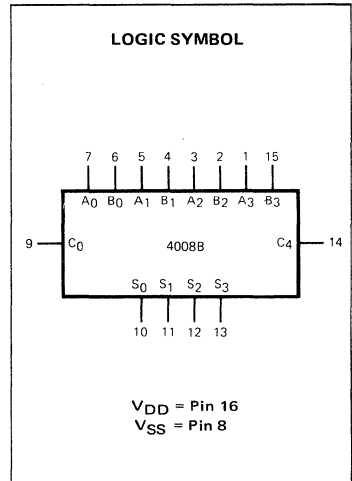 LOGIC SYMBOL
7 6 5 4 3 2 1 15
A0 B0 A1 B1 A2 B2 A3 B3
9 C0 4008B C4 14
S0 S1 S2 S3
10 11 12 13
VDD = Pin 16
VSS = Pin 8